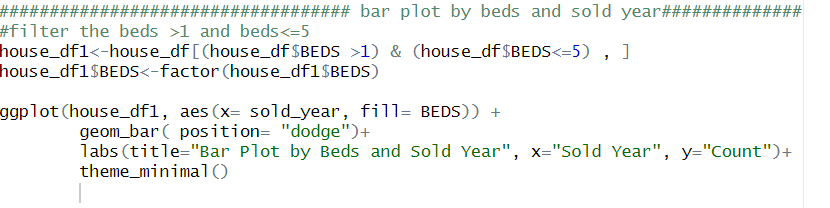 ################################### bar plot by beds and sold year##############
#filter the beds >1 and beds<=5
house_df1<-house_df[(house_df$BEDS >1) & (house_df$BEDS<=5) , ]
house_df1$BEDS<-factor(house_df1$BEDS)
ggplot(house_df1, aes(x= sold_year, fill= BEDS)) +
geom_bar( position= "dodge")+
labs(title="Bar Plot by Beds and Sold Year", x="Sold Year", y="Count")+
theme_minimal()